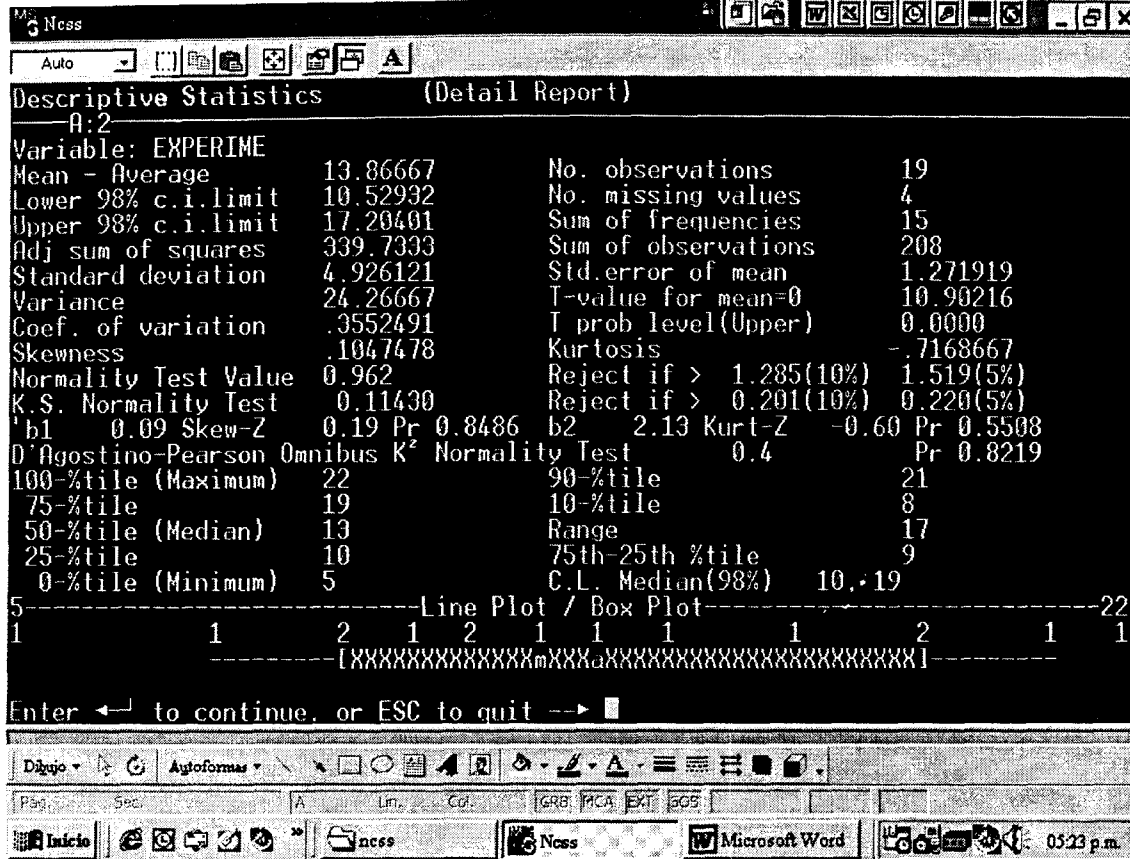 Ncss
Auto
Descriptive Statistics (Detail Report)
A:2
Variable: EXPERIME
Mean - Average 13.86667 No. observations 19
Lower 98% c.i.limit 10.52932 No. missing values 4
Upper 98% c.i.limit 17.20401 Sum of frequencies 15
Adj sum of squares 339.7333 Sum of observations 208
Standard deviation 4.926121 Std.error of mean 1.271919
Variance 24.26667 T-value for mean=0 10.90216
Coef. of variation .3552491 T prob level(Upper) 0.0000
Skewness .1047478 Kurtosis -.7168667
Normality Test Value 0.962 Reject if > 1.285(10%) 1.519(5%)
K.S. Normality Test 0.11430 Reject if > 0.201(10%) 0.220(5%)
'b1 0.09 Skew-Z 0.19 Pr 0.8486 b2 2.13 Kurt-Z -0.60 Pr 0.5508
D'Agostino-Pearson Omnibus K² Normality Test 0.4 Pr 0.8219
100-%tile (Maximum) 22 90-%tile 21
75-%tile 19 10-%tile 8
50-%tile (Median) 13 Range 17
25-%tile 10 75th-25th %tile 9
0-%tile (Minimum) 5 C.L. Median(98%) 10, 19
5----Line Plot / Box Plot----22
1 1 2 1 2 1 1 1 1 2 1 1
---------[XXXXXXXXXXXXXmXXXaXXXXXXXXXXXXXXXXXXXXXX]---------
Enter ◄┘ to continue, or ESC to quit --►
Dibujo Autoformas
Pág. Sec. A Lín. Col. GRB MCA EXT SOB
Inicio ncss Ncss Microsoft Word 05:23 p.m.